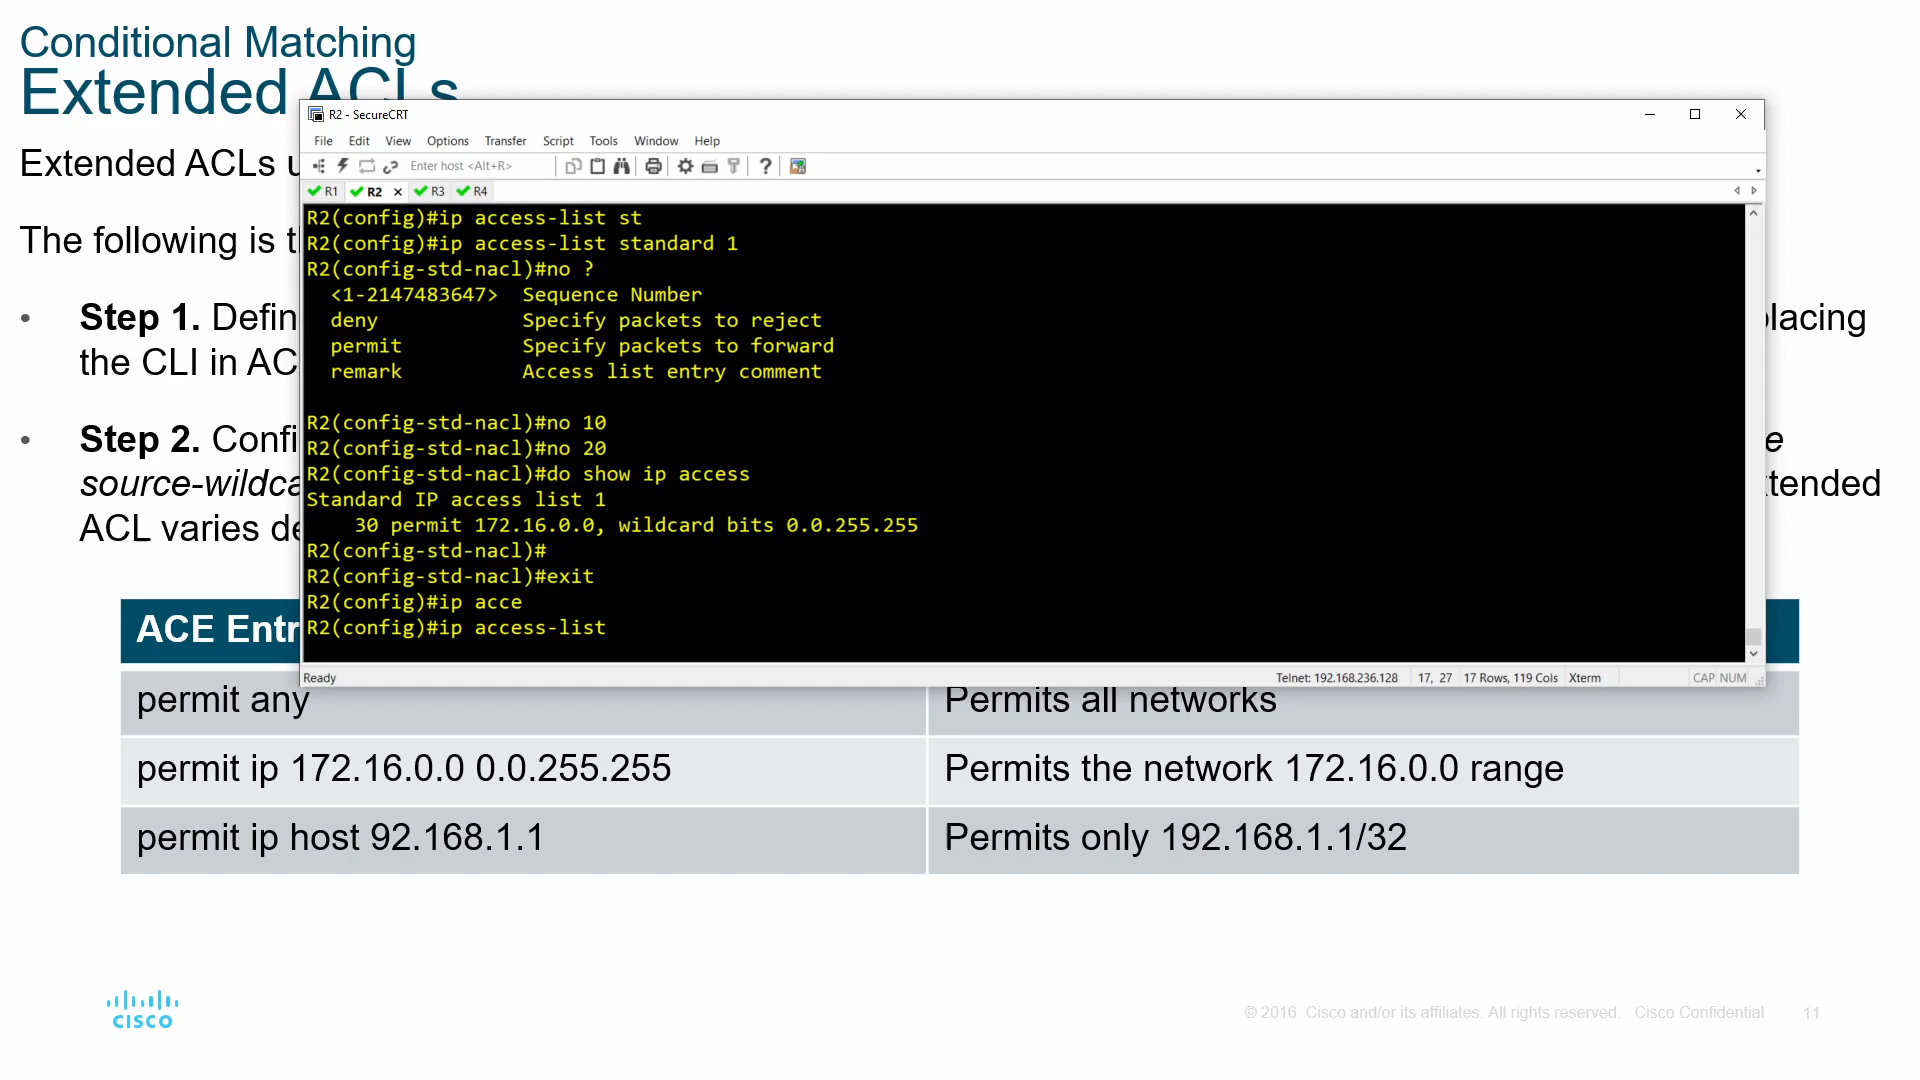 Conditional Matching
Extended ACLs
Extended ACLs u
The following is t
• Step 1. Defin
lacing
the CLI in AC
• Step 2. Confi
e
source-wildca
tended
ACL varies de
R2 - SecureCRT
File Edit View Options Transfer Script Tools Window Help
Enter host <Alt+R>
R1 R2 R3 R4
R2(config)#ip access-list st
R2(config)#ip access-list standard 1
R2(config-std-nacl)#no ?
<1-2147483647> Sequence Number
deny Specify packets to reject
permit Specify packets to forward
remark Access list entry comment
R2(config-std-nacl)#no 10
R2(config-std-nacl)#no 20
R2(config-std-nacl)#do show ip access
Standard IP access list 1
30 permit 172.16.0.0, wildcard bits 0.0.255.255
R2(config-std-nacl)#
R2(config-std-nacl)#exit
R2(config)#ip acce
R2(config)#ip access-list
Ready Telnet: 192.168.236.128 17, 27 17 Rows, 119 Cols Xterm CAP NUM
ACE Entr
permit any Permits all networks
permit ip 172.16.0.0 0.0.255.255 Permits the network 172.16.0.0 range
permit ip host 92.168.1.1 Permits only 192.168.1.1/32
CISCO
© 2016 Cisco and/or its affiliates. All rights reserved. Cisco Confidential 11